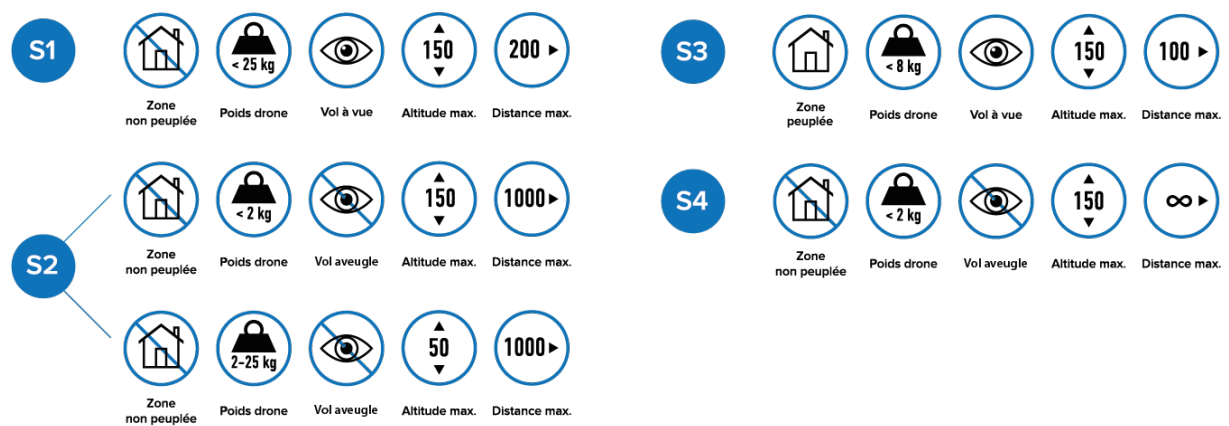 S1
< 25 kg
150
200
Zone
non peuplée
Poids drone
Vol à vue
Altitude max.
Distance max.
S2
< 2 kg
150
1000
Zone
non peuplée
Poids drone
Vol aveugle
Altitude max.
Distance max.
2-25 kg
50
1000
Zone
non peuplée
Poids drone
Vol aveugle
Altitude max.
Distance max.
S3
< 8 kg
150
100
Zone
peuplée
Poids drone
Vol à vue
Altitude max.
Distance max.
S4
< 2 kg
150
∞
Zone
non peuplée
Poids drone
Vol aveugle
Altitude max.
Distance max.